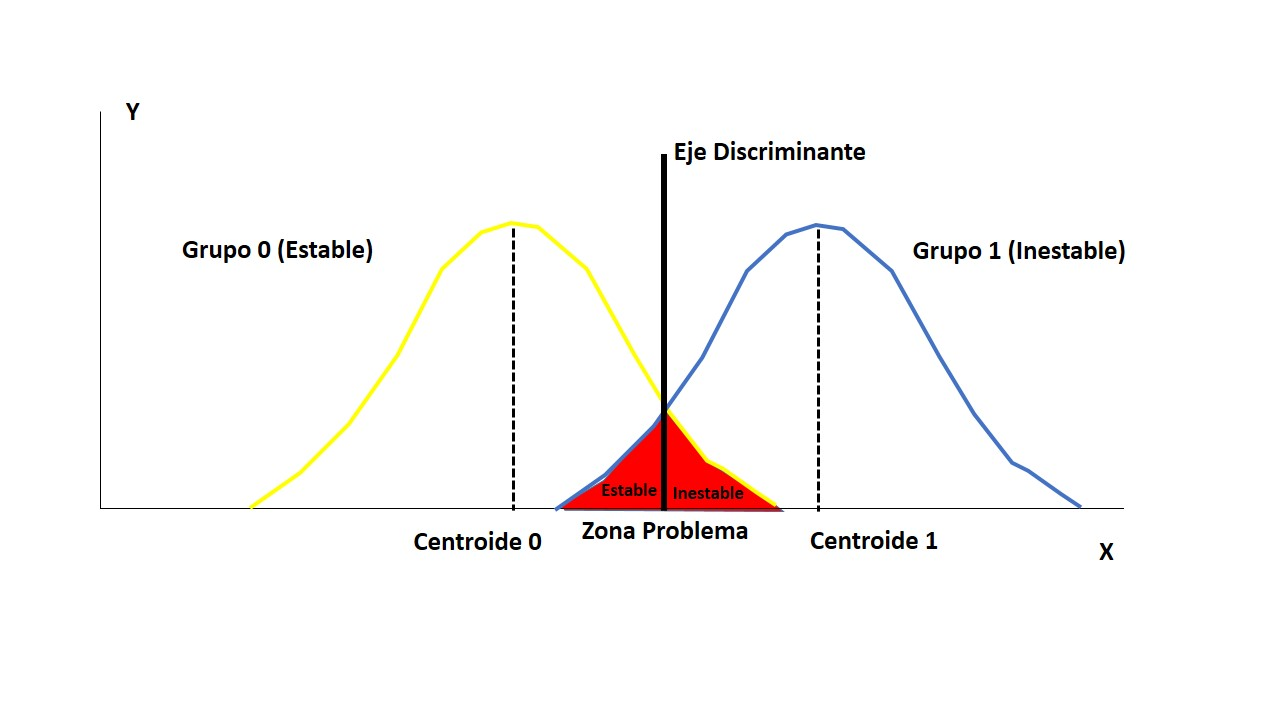 Y
Eje Discriminante
Grupo 0 (Estable)
Grupo 1 (Inestable)
Estable
Inestable
Zona Problema
Centroide 0
Centroide 1
X